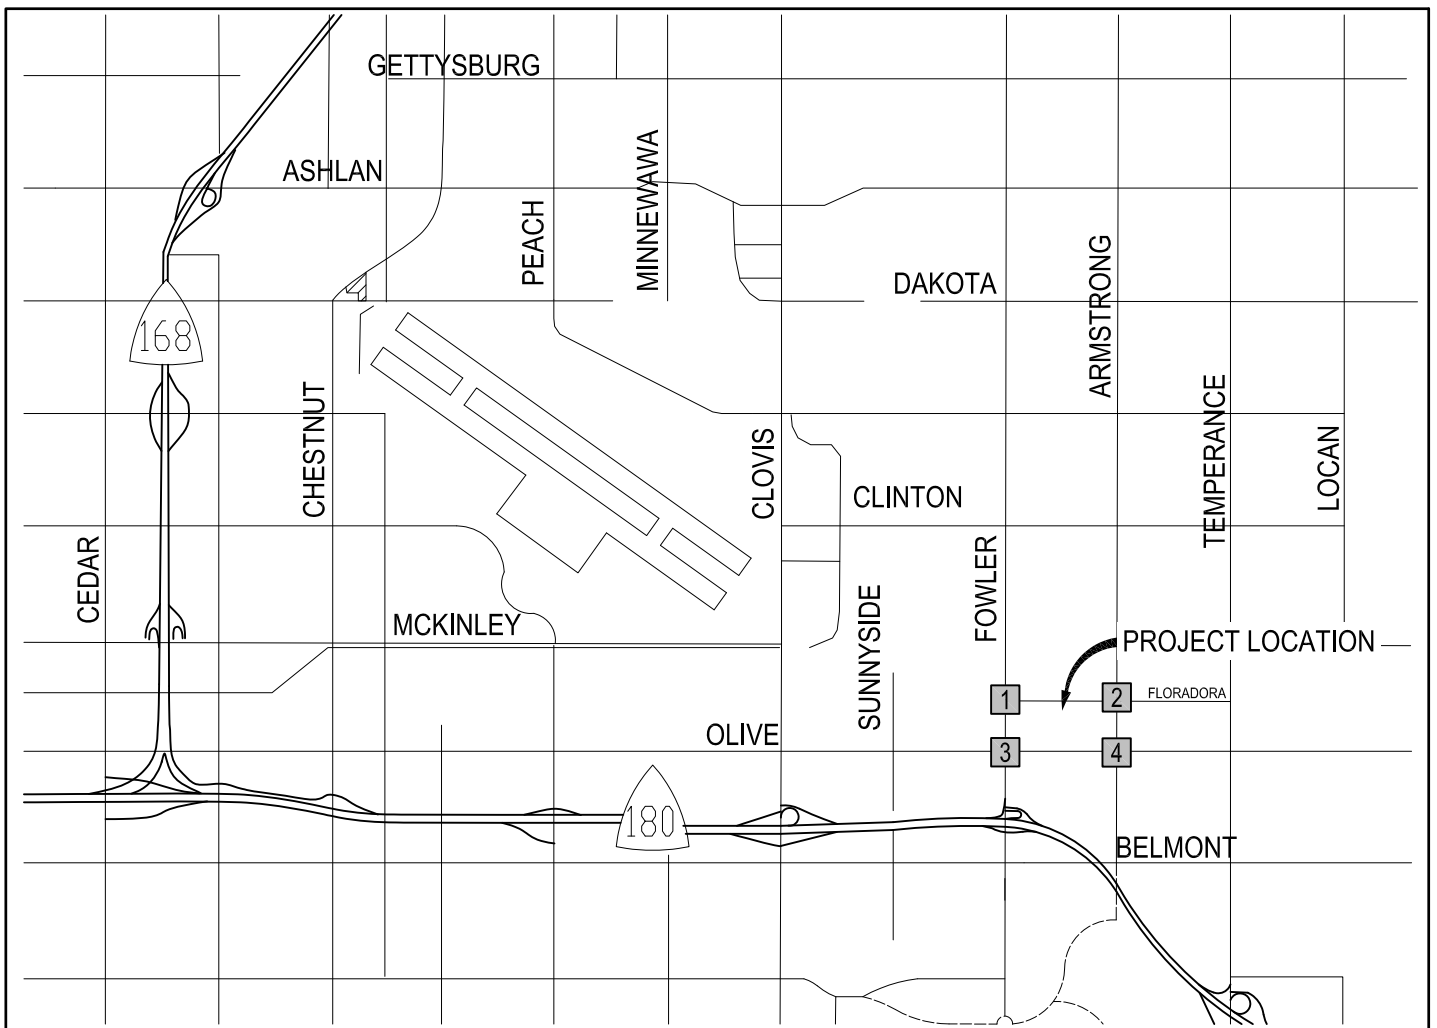 GETTYSBURG
ASHLAN
MINNEWAWA
PEACH
DAKOTA
ARMSTRONG
168
CHESTNUT
CLOVIS
CLINTON
TEMPERANCE
LOCAN
CEDAR
FOWLER
MCKINLEY
SUNNYSIDE
PROJECT LOCATION
1
2
FLORADORA
OLIVE
3
4
180
BELMONT